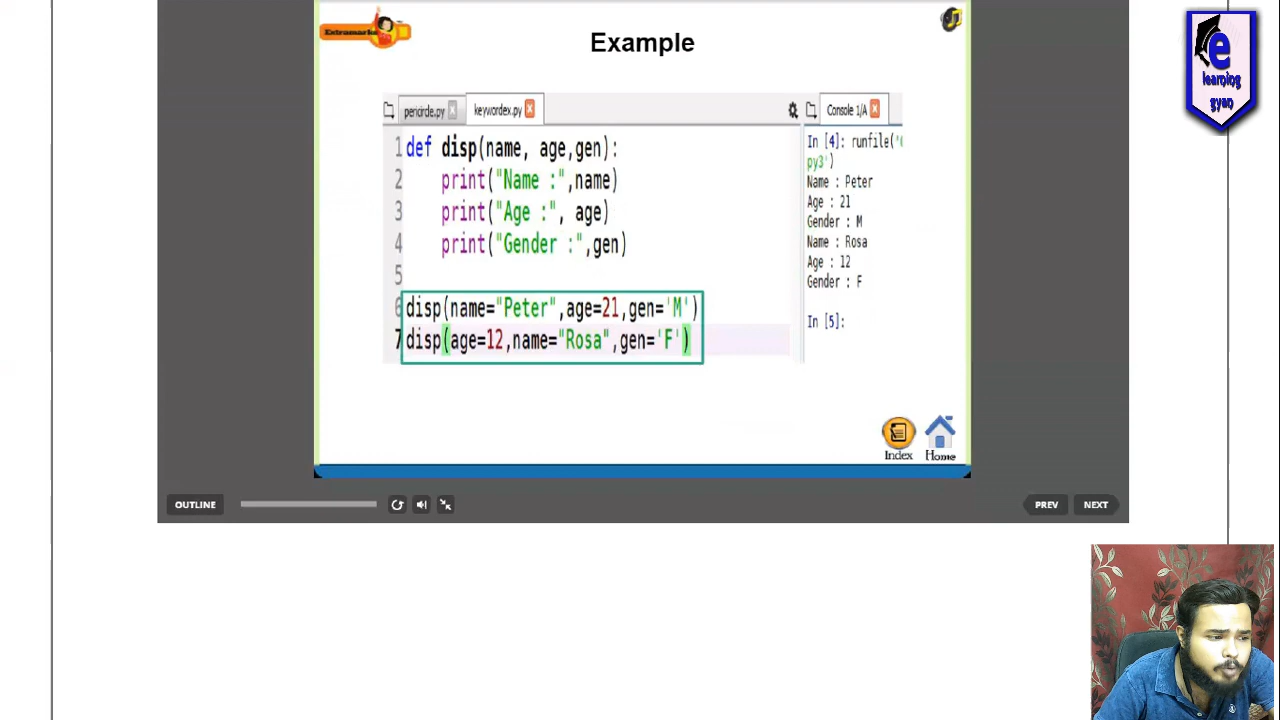 Extramarks
Example
e
learning
gyan
pericirde.py
keywordex.py
Console 1/A
1 def disp(name, age,gen):
2 print("Name :",name)
3 print("Age :", age)
4 print("Gender :",gen)
5
6 disp(name="Peter",age=21,gen='M')
7 disp(age=12,name="Rosa",gen='F')
In [4]: runfile('
py3')
Name : Peter
Age : 21
Gender : M
Name : Rosa
Age : 12
Gender : F
In [5]:
Index
Home
OUTLINE
PREV
NEXT